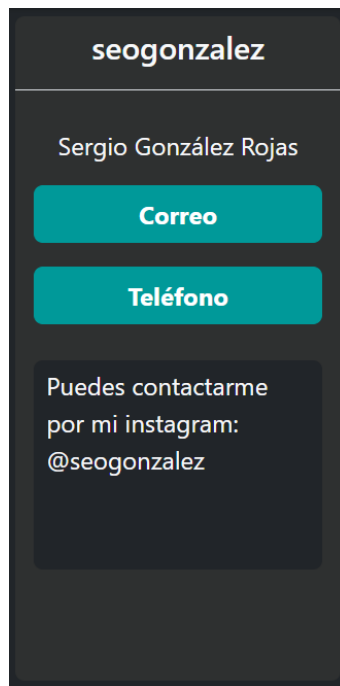 seogonzalez
Sergio González Rojas
Correo
Teléfono
Puedes contactarme
por mi instagram:
@seogonzalez